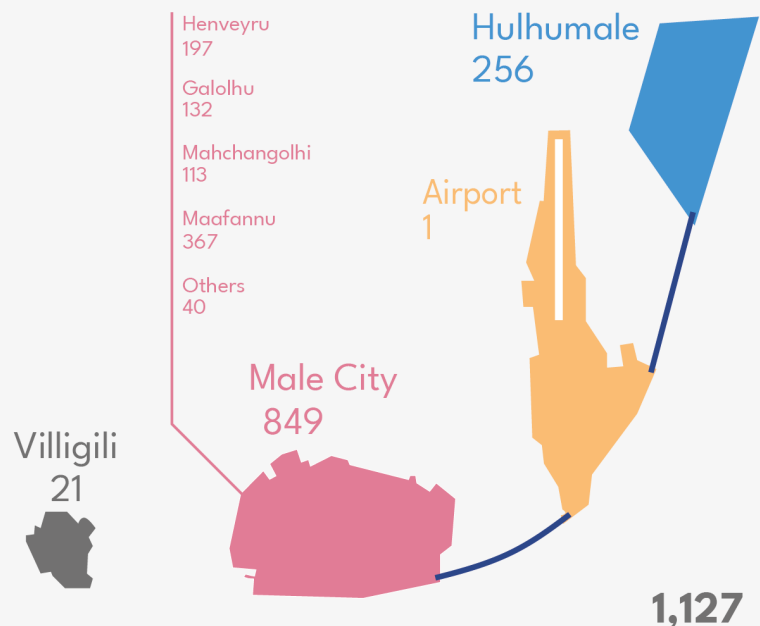 Henveyru
197
Galolhu
132
Mahchangolhi
113
Maafannu
367
Others
40
Hulhumale
256
Airport
1
Male City
849
Villigili
21
1,127